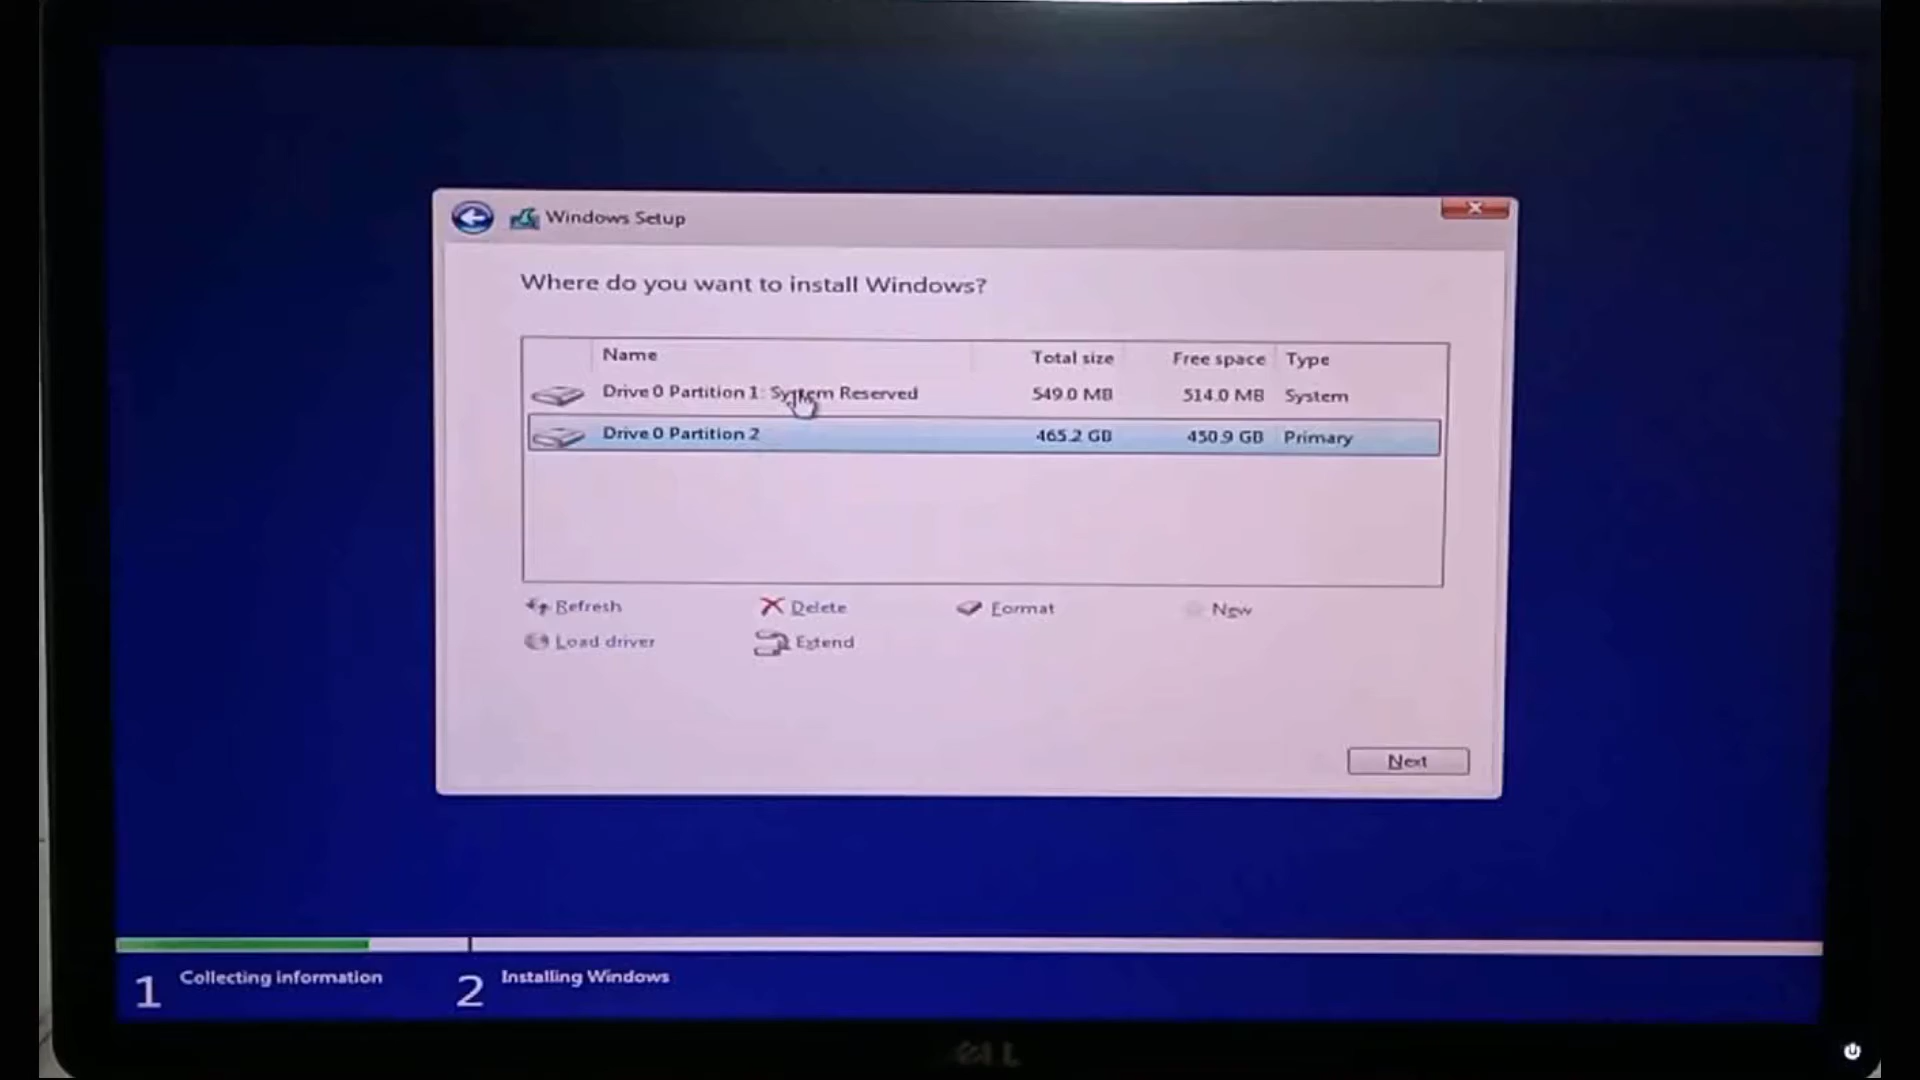 Windows Setup
Where do you want to install Windows?
Name Total size Free space Type
Drive 0 Partition 1: System Reserved 549.0 MB 514.0 MB System
Drive 0 Partition 2 465.2 GB 450.9 GB Primary
Refresh Delete Format New
Load driver Extend
Next
1 Collecting information 2 Installing Windows
DELL